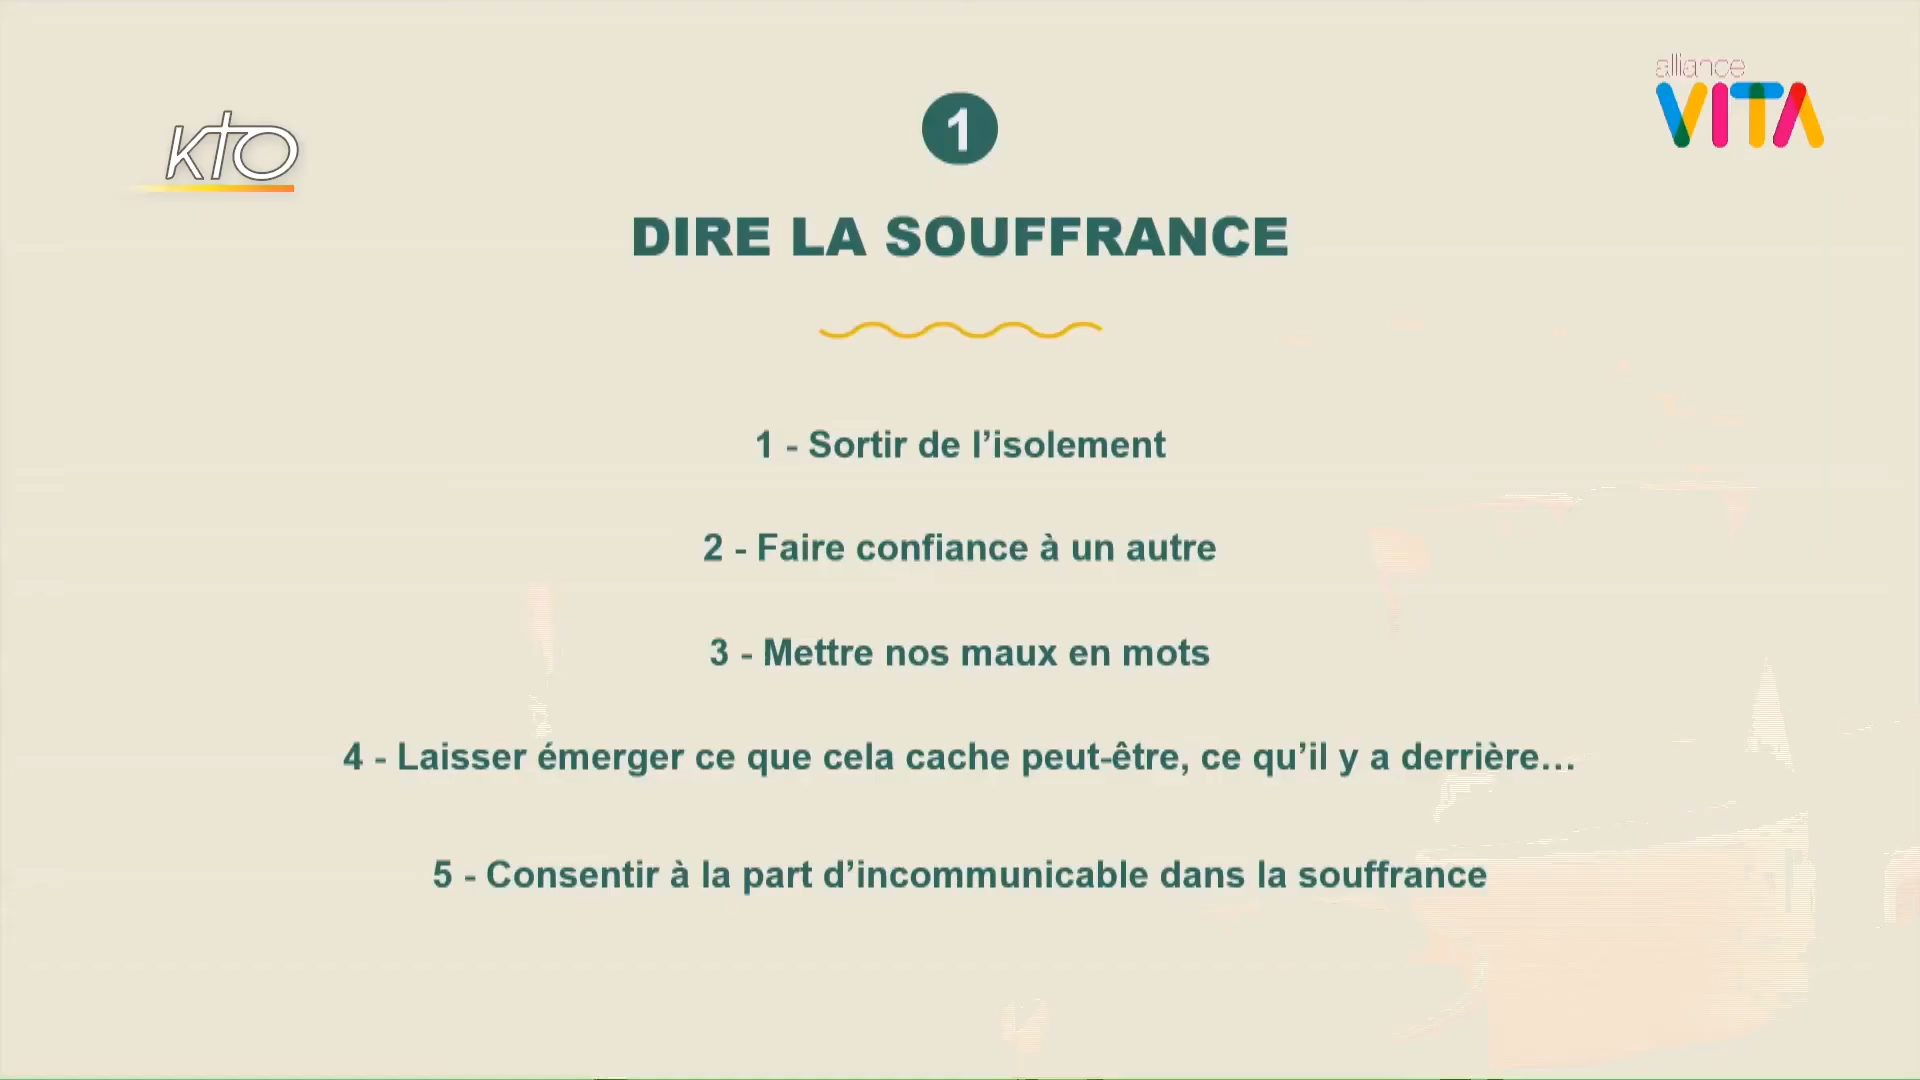 alliance
VITA
KTO
1
DIRE LA SOUFFRANCE
1 - Sortir de l’isolement
2 - Faire confiance à un autre
3 - Mettre nos maux en mots
4 - Laisser émerger ce que cela cache peut-être, ce qu’il y a derrière…
5 - Consentir à la part d’incommunicable dans la souffrance